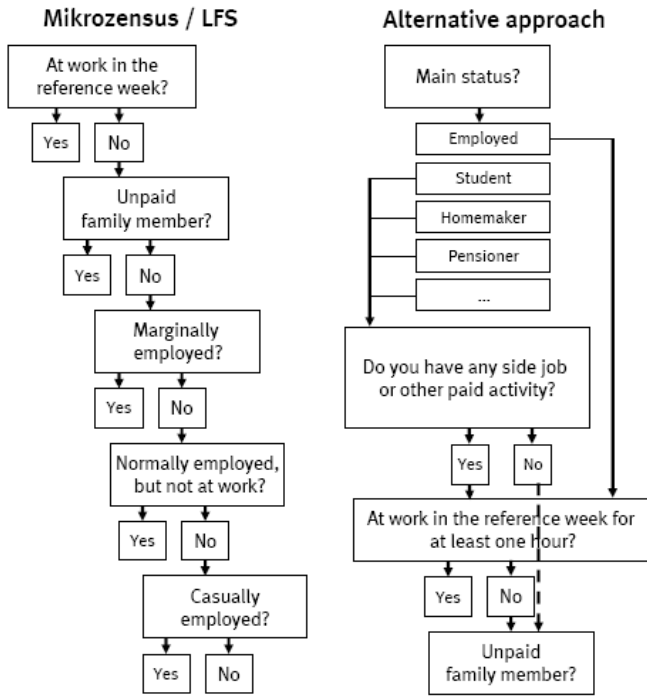 Mikrozensus / LFS
At work in the
reference week?
Yes
No
Unpaid
family member?
Yes
No
Marginally
employed?
Yes
No
Normally employed,
but not at work?
Yes
No
Casually
employed?
Yes
No
Alternative approach
Main status?
Employed
Student
Homemaker
Pensioner
...
Do you have any side job
or other paid activity?
Yes
No
At work in the reference week for
at least one hour?
Yes
No
Unpaid
family member?